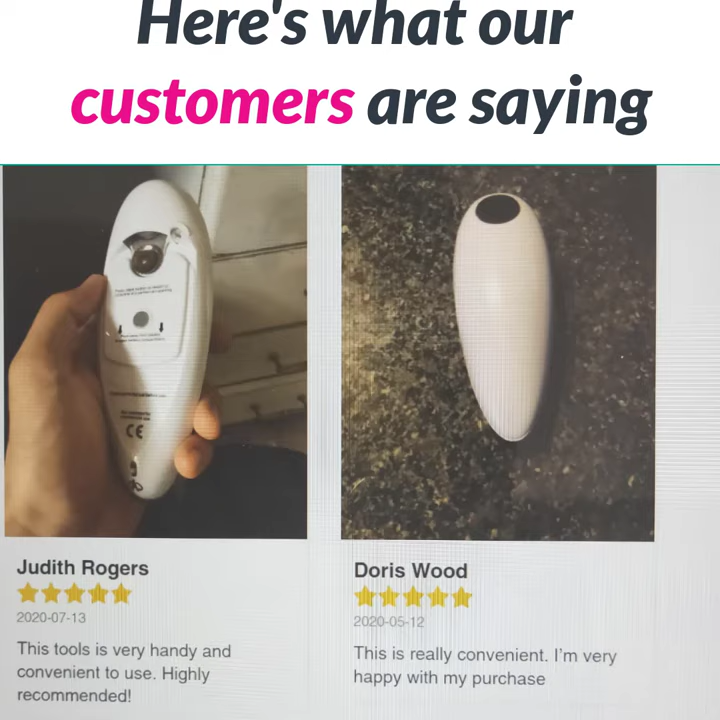 Here's what our
customers are saying
CE
Judith Rogers
2020-07-13
This tools is very handy and
convenient to use. Highly
recommended!
Doris Wood
2020-05-12
This is really convenient. I'm very
happy with my purchase